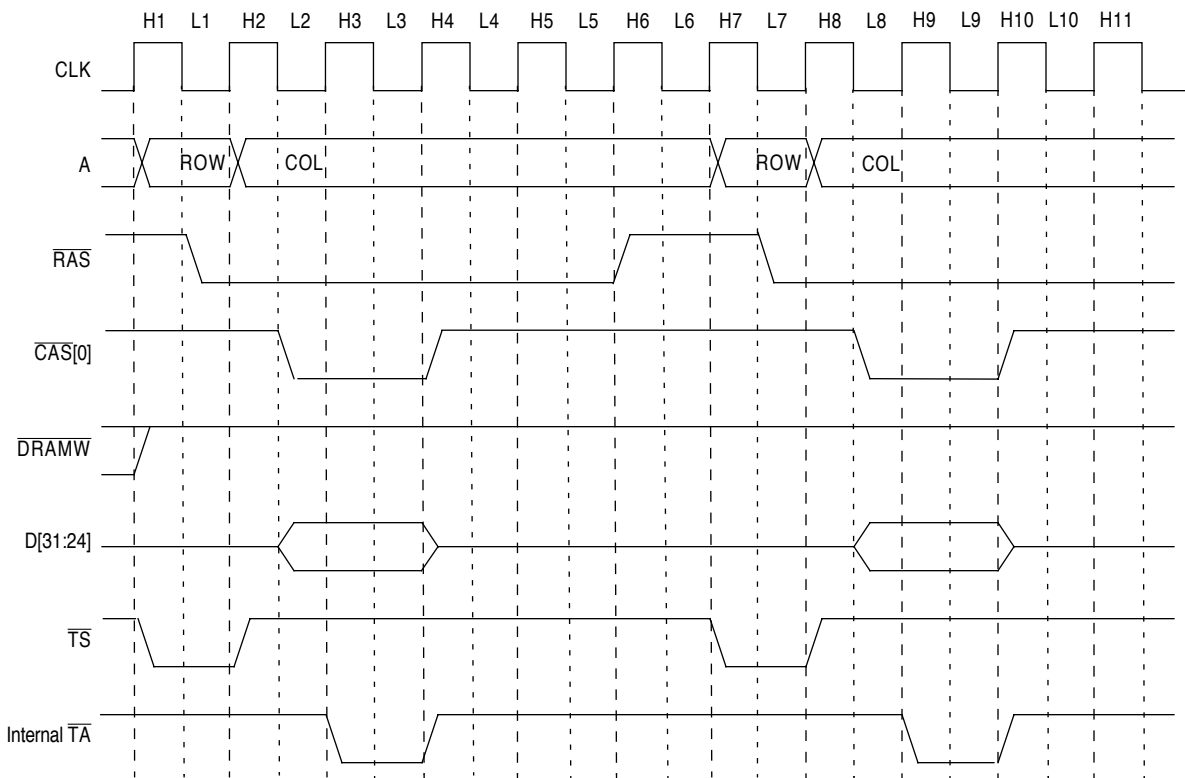 H1 L1 H2 L2 H3 L3 H4 L4 H5 L5 H6 L6 H7 L7 H8 L8 H9 L9 H10 L10 H11
CLK
A ROW COL ROW COL
RAS
CAS[0]
DRAMW
D[31:24]
TS
Internal TA